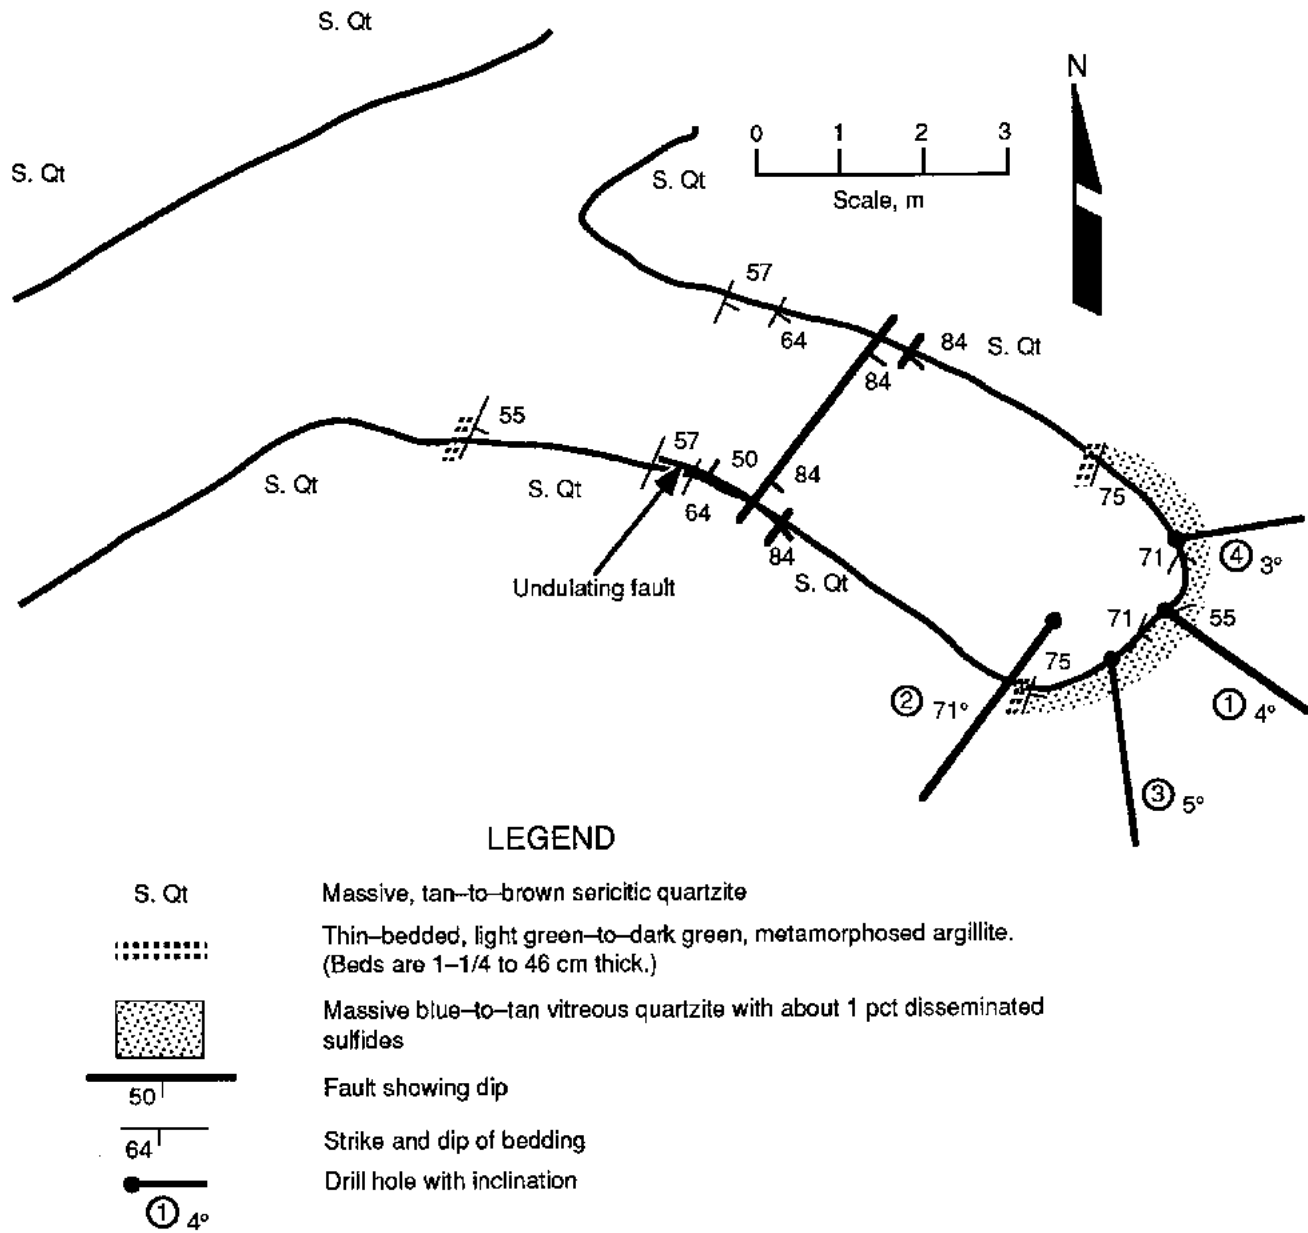 S. Qt
N
0 1 2 3
S. Qt
S. Qt
Scale, m
57
64
84
S. Qt
84
55
57
50
84
S. Qt
S. Qt
75
64
84
S. Qt
71
④ 3°
Undulating fault
71
55
75
② 71°
① 4°
③ 5°
LEGEND
S. Qt Massive, tan–to–brown sericitic quartzite
Thin–bedded, light green–to–dark green, metamorphosed argillite.
(Beds are 1–1/4 to 46 cm thick.)
Massive blue–to–tan vitreous quartzite with about 1 pct disseminated
sulfides
50 Fault showing dip
64 Strike and dip of bedding
Drill hole with inclination
① 4°